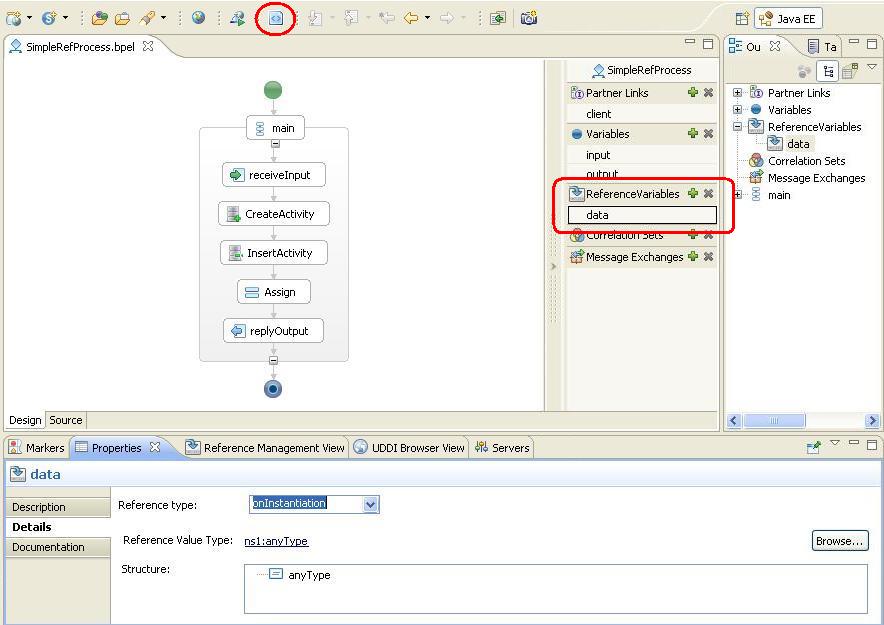 Java EE
SimpleRefProcess.bpel
main
receiveInput
CreateActivity
InsertActivity
Assign
replyOutput
Design
Source
SimpleRefProcess
Partner Links
client
Variables
input
output
ReferenceVariables
data
Correlation Sets
Message Exchanges
Ou
Ta
Partner Links
Variables
ReferenceVariables
data
Correlation Sets
Message Exchanges
main
Markers
Properties
Reference Management View
UDDI Browser View
Servers
data
Description
Details
Documentation
Reference type:
onInstantiation
Reference Value Type:
ns1:anyType
Browse...
Structure:
anyType